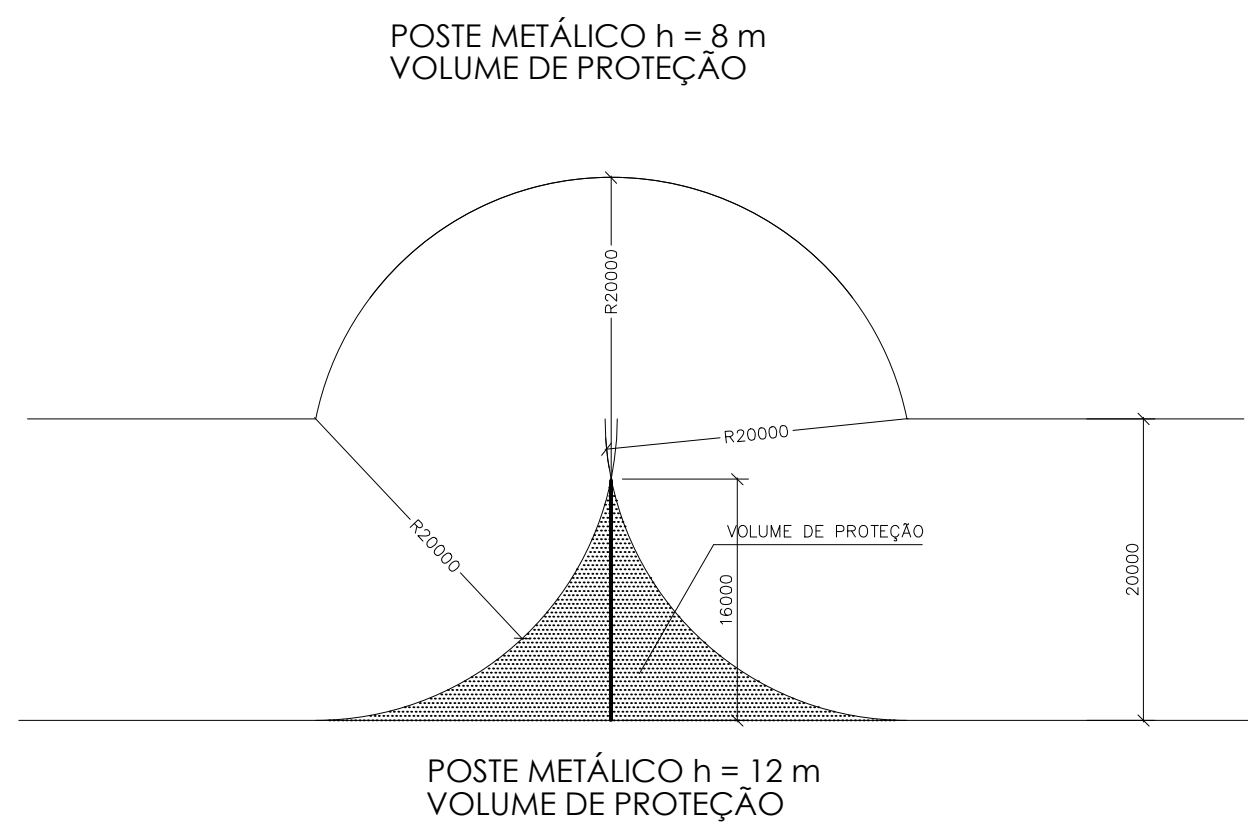 POSTE METÁLICO h = 8 m
VOLUME DE PROTEÇÃO
R20000
R20000
R20000
VOLUME DE PROTEÇÃO
16000
20000
POSTE METÁLICO h = 12 m
VOLUME DE PROTEÇÃO